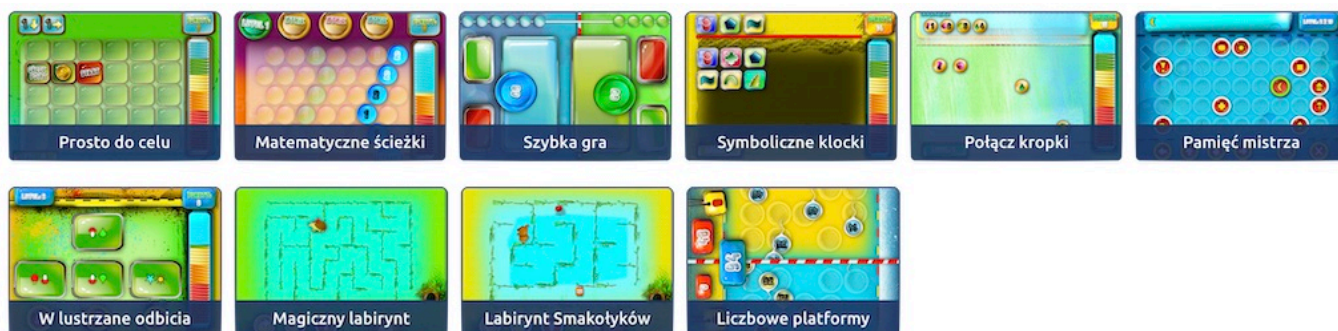 Prosto do celu
Matematyczne ścieżki
Szybka gra
Symboliczne klocki
Połącz kropki
Pamięć mistrza
W lustrzane odbicia
Magiczny labirynt
Labirynt Smakołyków
Liczbowe platformy